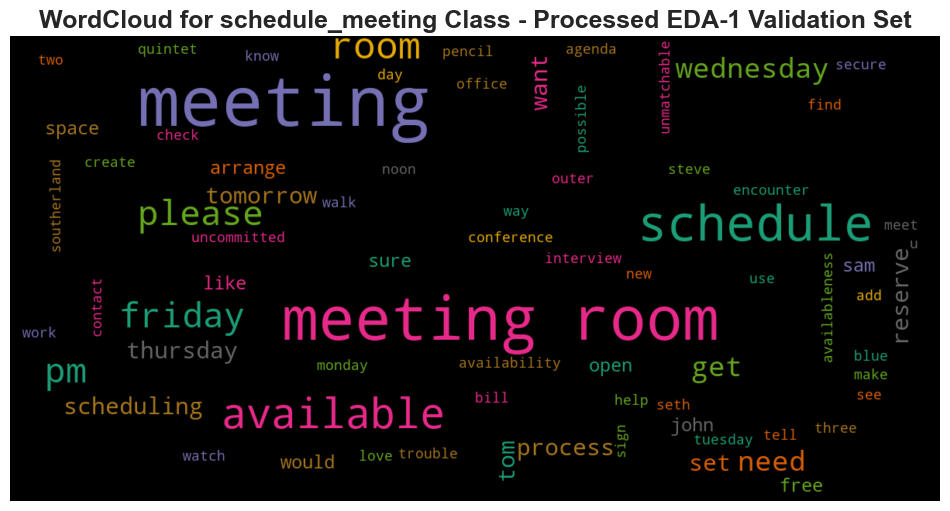 WordCloud for schedule_meeting Class - Processed EDA-1 Validation Set
two quintet know room pencil agenda want wednesday secure
day office possible unmatchable find
meeting
space check
create arrange noon outer steve
southerland tomorrow walk way encounter
please uncommitted conference schedule meet
u
sure interview new use availableness sam reserve
contact like add
friday meeting room
work thursday blue
pm monday availability open get make
scheduling available bill help seth see
john
tom process sign tuesday tell three
watch would love trouble set need
free